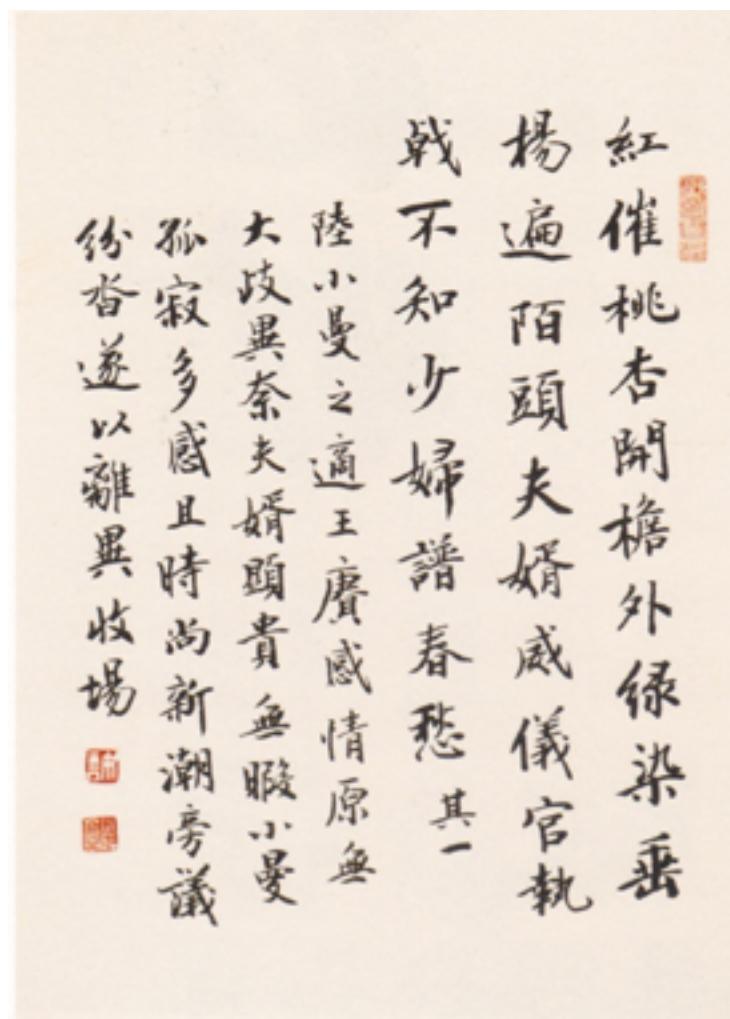 紅催桃杏開檐外綠染垂
楊遍陌頭夫婿威儀官執
戟不知少婦譜春愁 其一
陸小曼之適王賡感情原無
大歧異奈夫婿顯貴無暇小曼
孤寂多感且時尚新潮旁議
紛沓遂以離異收場